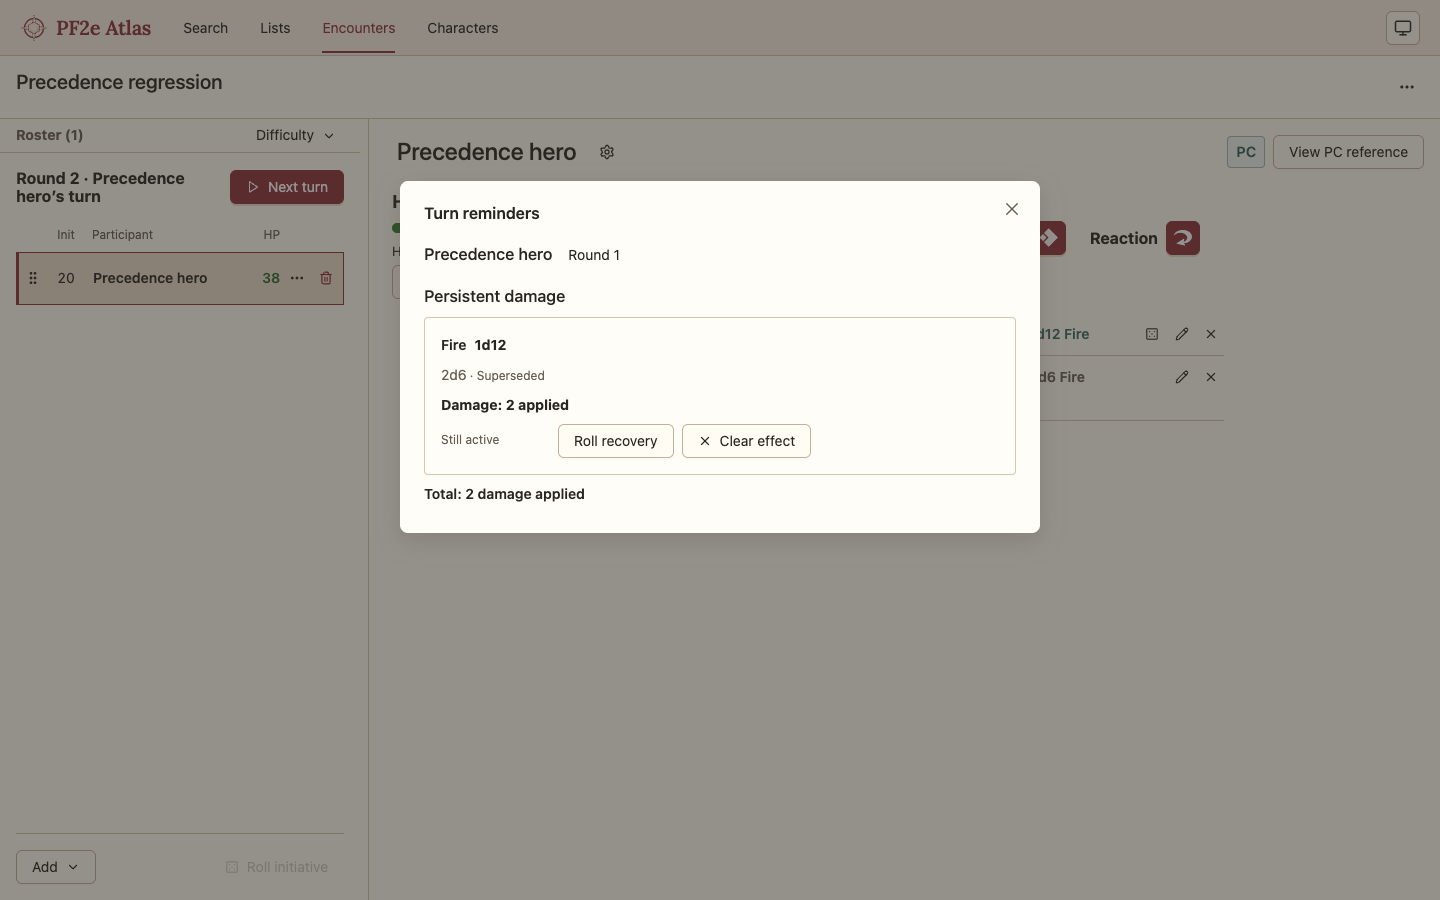 PF2e Atlas
Search
Lists
Encounters
Characters
Precedence regression
Roster (1)
Difficulty
Round 2 · Precedence
hero’s turn
Next turn
Init
Participant
HP
20
Precedence hero
38
Add
Roll initiative
Precedence hero
PC
View PC reference
Reaction
d12 Fire
d6 Fire
Turn reminders
Precedence hero
Round 1
Persistent damage
Fire 1d12
2d6 · Superseded
Damage: 2 applied
Still active
Roll recovery
Clear effect
Total: 2 damage applied